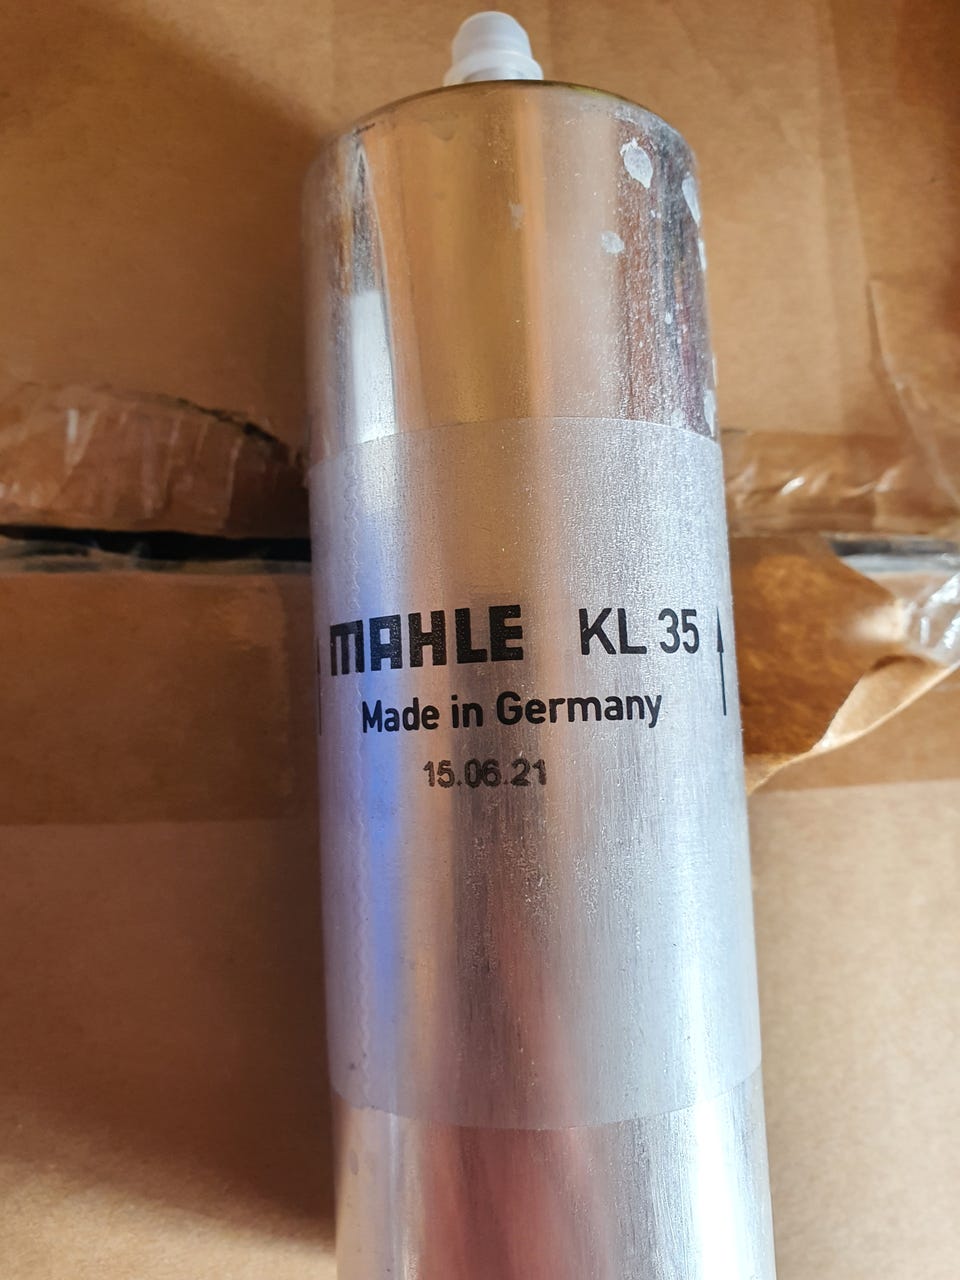 MAHLE KL 35
Made in Germany
15.06.21